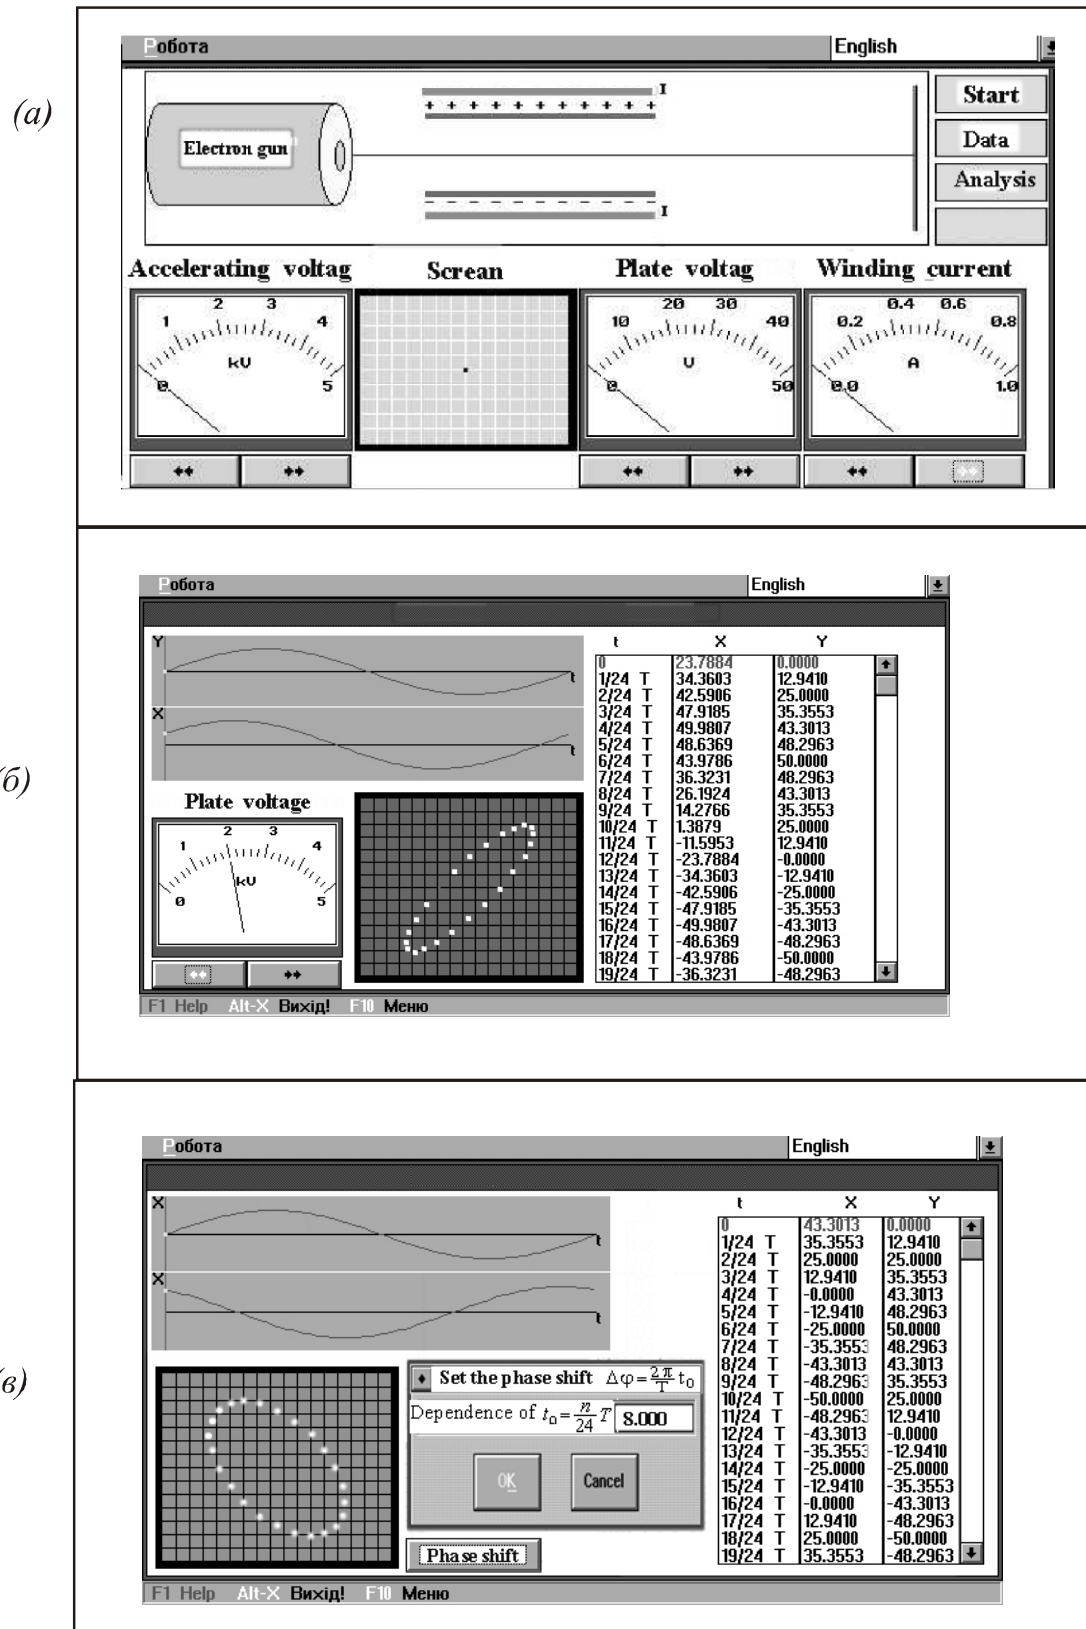 (а)
Робота English
Electron gun
I
+ + + + + + + + + + +
- - - - - - - - - -
I
Start
Data
Analysis
Accelerating voltag Screan Plate voltag Winding current
0 1 2 3 4 5 kV
0 10 20 30 40 50 V
0.0 0.2 0.4 0.6 0.8 1.0 A
(б)
Робота English
Y t
X t
Plate voltage
0 1 2 3 4 5 kV
t X Y
0 23.7884 0.0000
1/24 T 34.3603 12.9410
2/24 T 42.5906 25.0000
3/24 T 47.9185 35.3553
4/24 T 49.9807 43.3013
5/24 T 48.6369 48.2963
6/24 T 43.9786 50.0000
7/24 T 36.3231 48.2963
8/24 T 26.1924 43.3013
9/24 T 14.2766 35.3553
10/24 T 1.3879 25.0000
11/24 T -11.5953 12.9410
12/24 T -23.7884 -0.0000
13/24 T -34.3603 -12.9410
14/24 T -42.5906 -25.0000
15/24 T -47.9185 -35.3553
16/24 T -49.9807 -43.3013
17/24 T -48.6369 -48.2963
18/24 T -43.9786 -50.0000
19/24 T -36.3231 -48.2963
F1 Help Alt-X Вихід! F10 Меню
(в)
Робота English
X t
X t
Set the phase shift Δφ = 2π/T t₀
Dependence of t₀ = n/24 T 8.000
OK Cancel
Phase shift
t X Y
0 43.3013 0.0000
1/24 T 35.3553 12.9410
2/24 T 25.0000 25.0000
3/24 T 12.9410 35.3553
4/24 T -0.0000 43.3013
5/24 T -12.9410 48.2963
6/24 T -25.0000 50.0000
7/24 T -35.3553 48.2963
8/24 T -43.3013 43.3013
9/24 T -48.2963 35.3553
10/24 T -50.0000 25.0000
11/24 T -48.2963 12.9410
12/24 T -43.3013 -0.0000
13/24 T -35.3553 -12.9410
14/24 T -25.0000 -25.0000
15/24 T -12.9410 -35.3553
16/24 T -0.0000 -43.3013
17/24 T 12.9410 -48.2963
18/24 T 25.0000 -50.0000
19/24 T 35.3553 -48.2963
F1 Help Alt-X Вихід! F10 Меню